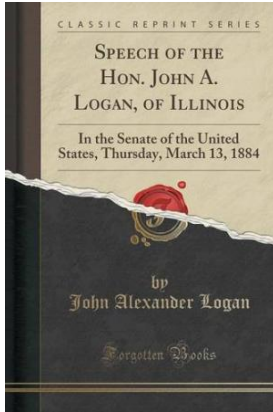 CLASSIC REPRINT SERIES
SPEECH OF THE
HON. JOHN A.
LOGAN, OF ILLINOIS
In the Senate of the United
States, Thursday, March 13, 1884
by
John Alexander Logan
Forgotten Books